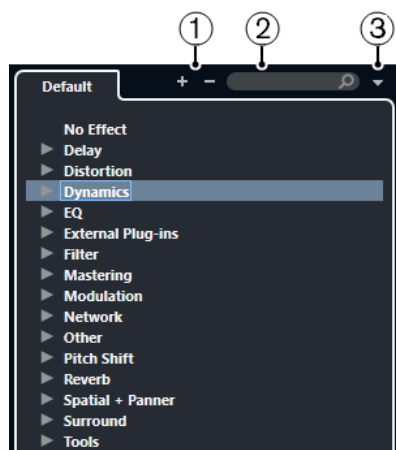 1 2 3
Default + −
No Effect
Delay
Distortion
Dynamics
EQ
External Plug-ins
Filter
Mastering
Modulation
Network
Other
Pitch Shift
Reverb
Spatial + Panner
Surround
Tools